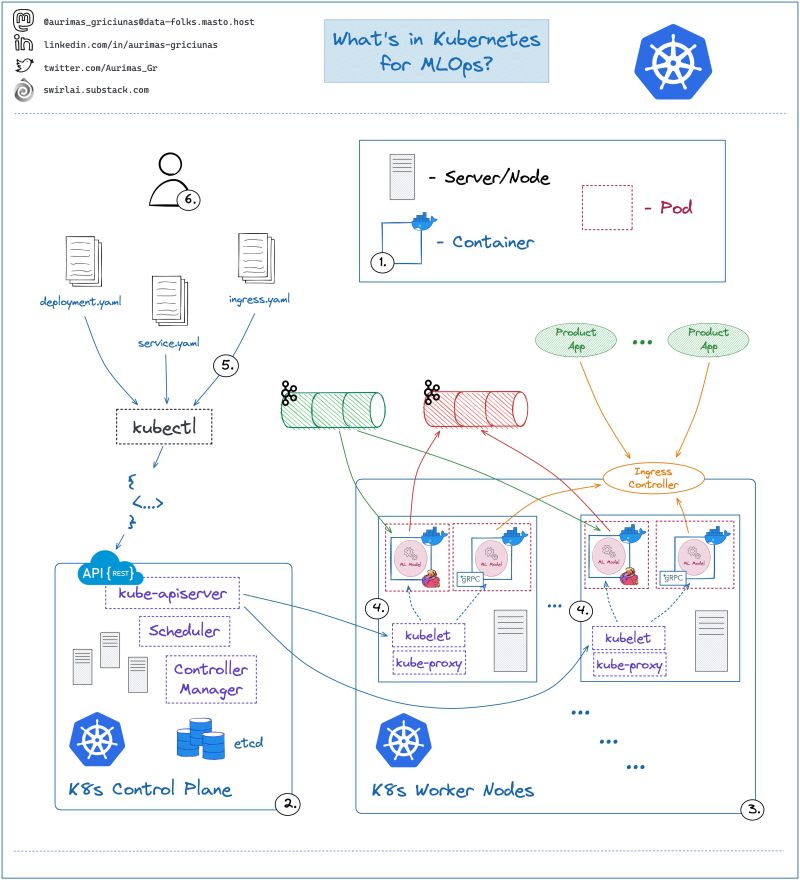 @aurimas_griciunas@data-folks.masto.host
linkedin.com/in/aurimas-griciunas
twitter.com/Aurimas_Gr
swirlai.substack.com
What's in Kubernetes
for MLOps?
- Server/Node
- Pod
- Container
1.
6.
deployment.yaml
service.yaml
ingress.yaml
5.
kubectl
{
<...>
}
Product
App
...
Product
App
Ingress
Controller
API {REST}
kube-apiserver
Scheduler
Controller
Manager
etcd
K8s Control Plane
2.
ML Model
ML Model
gRPC
4.
kubelet
kube-proxy
...
ML Model
ML Model
gRPC
4.
kubelet
kube-proxy
...
...
...
K8s Worker Nodes
3.